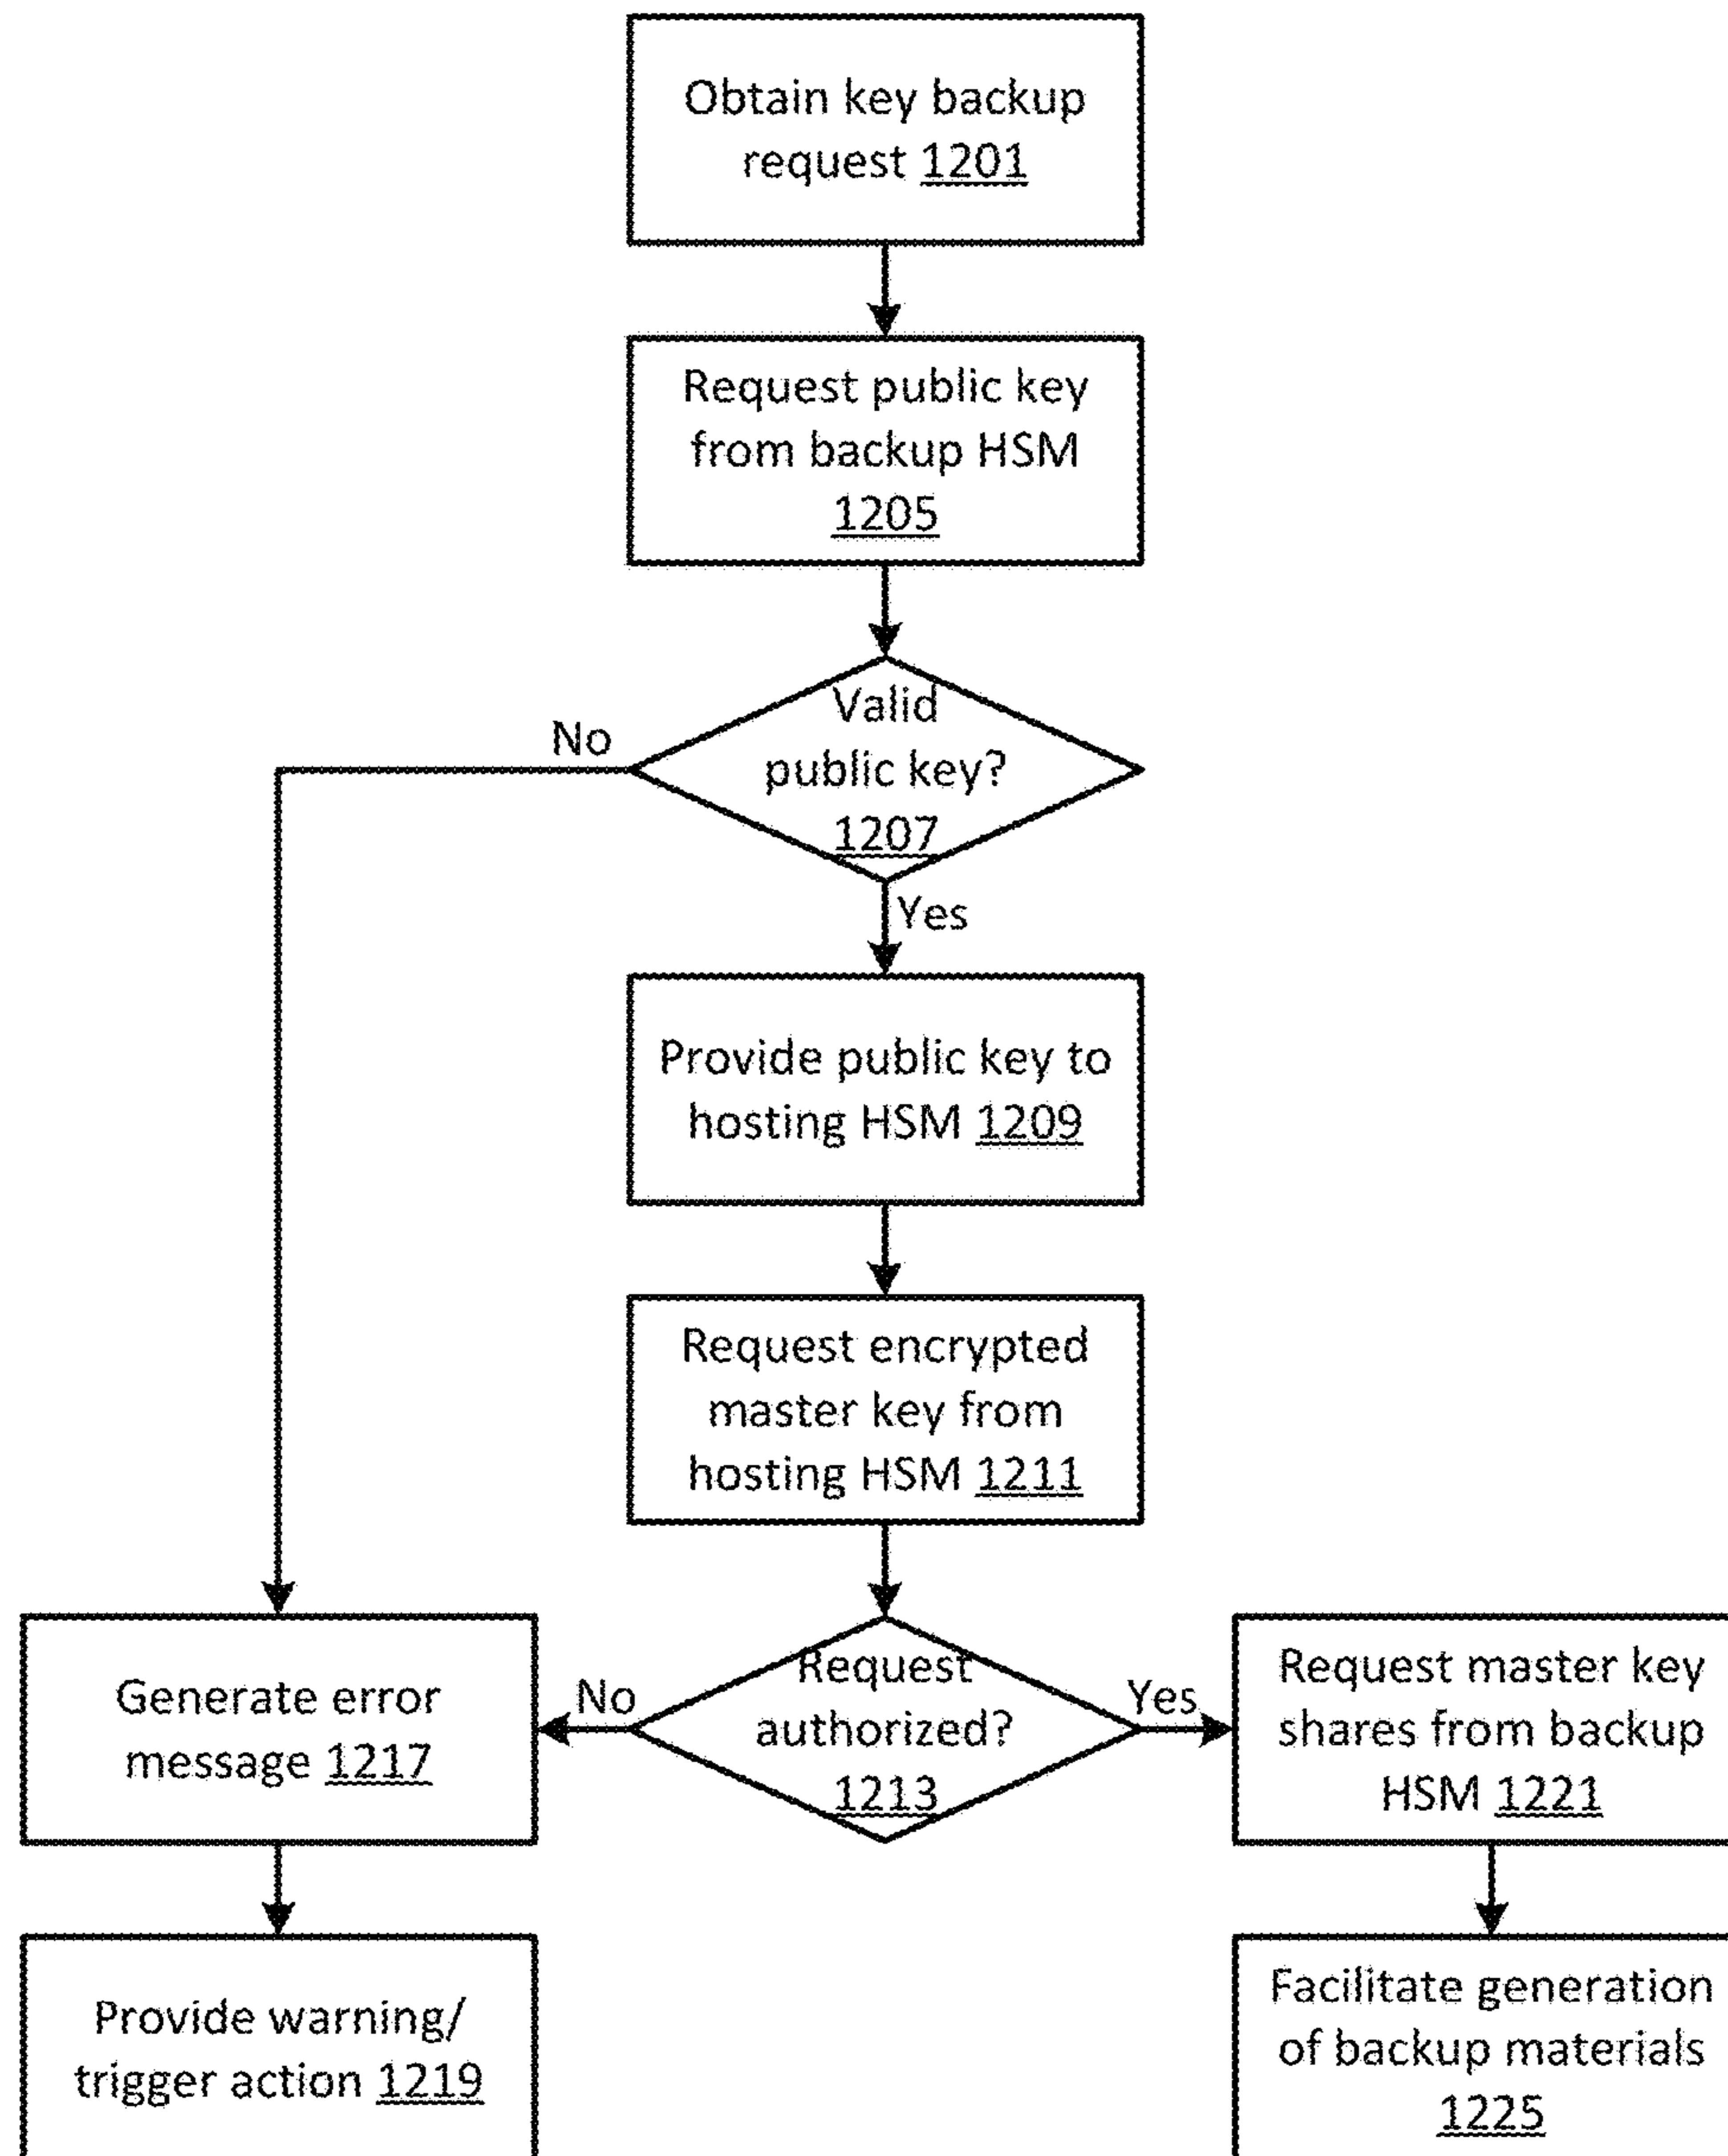 Obtain key backup
request 1201
Request public key
from backup HSM
1205
Valid
public key?
1207
No
Yes
Provide public key to
hosting HSM 1209
Request encrypted
master key from
hosting HSM 1211
Request
authorized?
1213
No
Yes
Generate error
message 1217
Request master key
shares from backup
HSM 1221
Provide warning/
trigger action 1219
Facilitate generation
of backup materials
1225